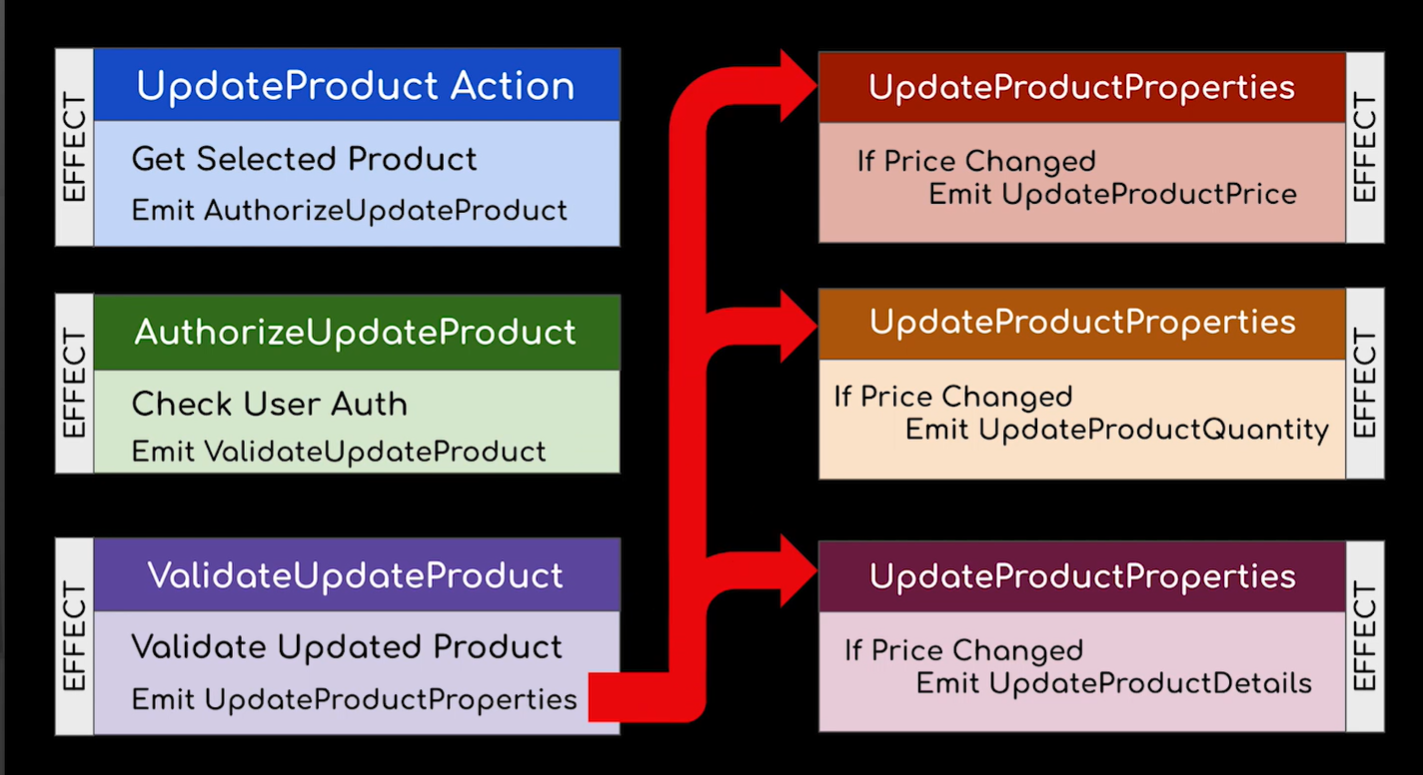 EFFECT
UpdateProduct Action
Get Selected Product
Emit AuthorizeUpdateProduct
EFFECT
AuthorizeUpdateProduct
Check User Auth
Emit ValidateUpdateProduct
EFFECT
ValidateUpdateProduct
Validate Updated Product
Emit UpdateProductProperties
UpdateProductProperties
If Price Changed
Emit UpdateProductPrice
EFFECT
UpdateProductProperties
If Price Changed
Emit UpdateProductQuantity
EFFECT
UpdateProductProperties
If Price Changed
Emit UpdateProductDetails
EFFECT